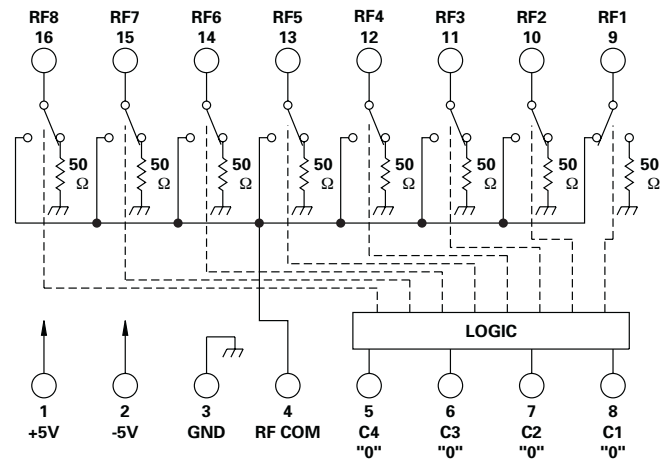 RF8 RF7 RF6 RF5 RF4 RF3 RF2 RF1
16 15 14 13 12 11 10 9
50 50 50 50 50 50 50 50
Ω Ω Ω Ω Ω Ω Ω Ω
LOGIC
1 2 3 4 5 6 7 8
+5V -5V GND RF COM C4 C3 C2 C1
"0" "0" "0" "0"